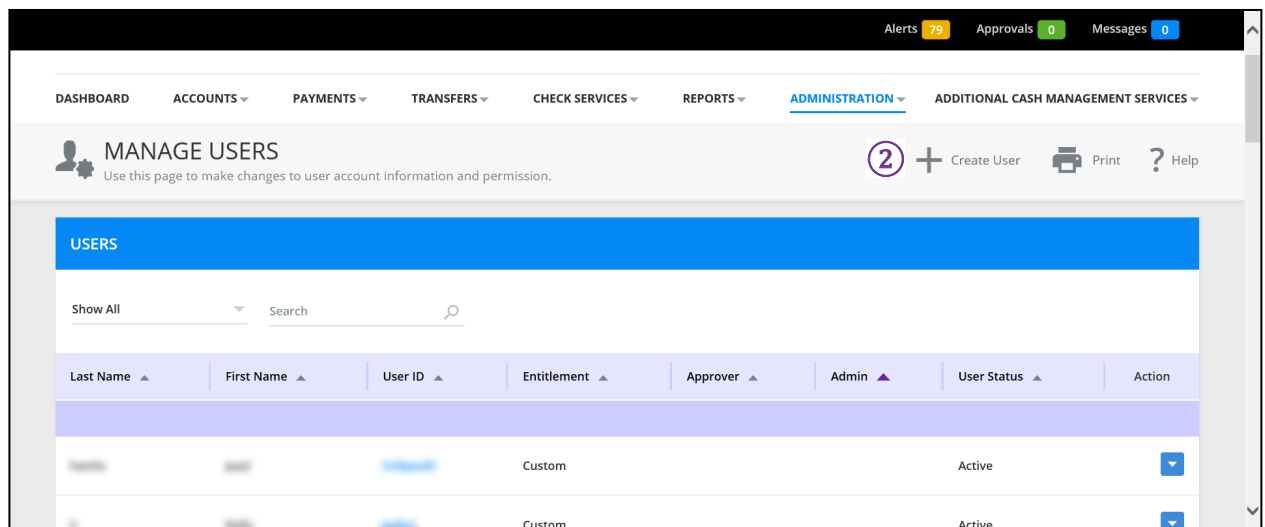 Alerts 79 Approvals 0 Messages 0
DASHBOARD ACCOUNTS PAYMENTS TRANSFERS CHECK SERVICES REPORTS ADMINISTRATION ADDITIONAL CASH MANAGEMENT SERVICES
MANAGE USERS
Use this page to make changes to user account information and permission.
2 Create User Print ? Help
USERS
Show All Search
Last Name First Name User ID Entitlement Approver Admin User Status Action
Custom Active
Custom Active